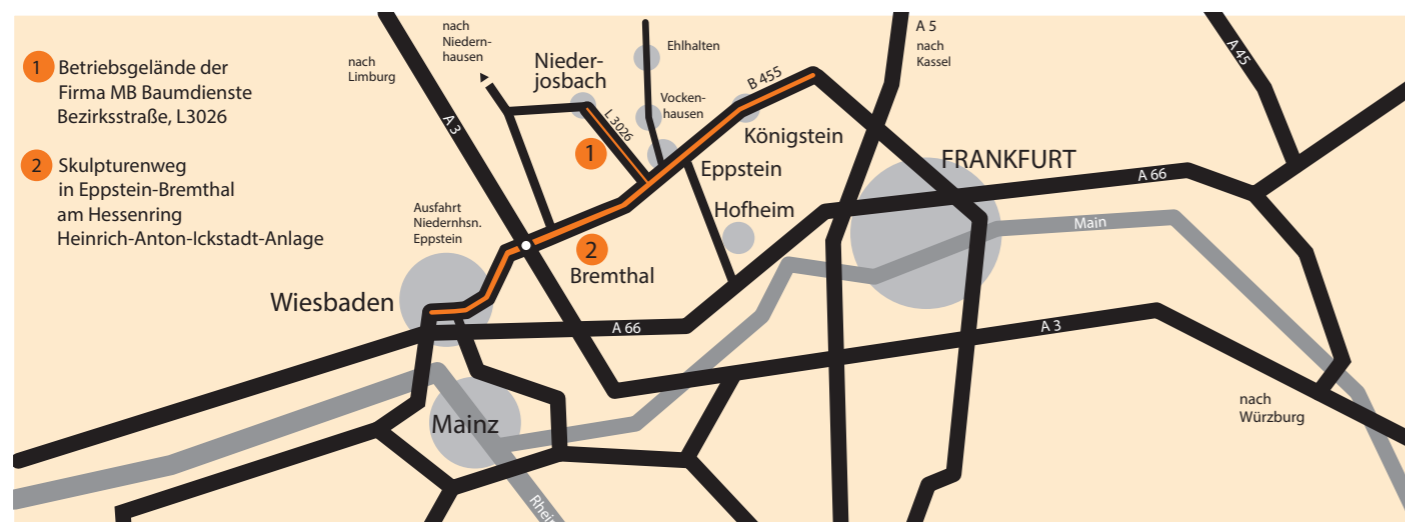 1 Betriebsgelände der
Firma MB Baumdienste
Bezirksstraße, L3026
2 Skulpturenweg
in Eppstein-Bremthal
am Hessenring
Heinrich-Anton-Ickstadt-Anlage
nach
Limburg
nach
Niedern-
hausen
A 3
Nieder-
josbach
L 3026
1
Ehlhalten
Vocken-
hausen
B 455
Königstein
Eppstein
Hofheim
A 5
nach
Kassel
A 45
FRANKFURT
A 66
Main
Ausfahrt
Niedernhsn.
Eppstein
2
Bremthal
Wiesbaden
A 66
A 3
Mainz
Rhein
nach
Würzburg